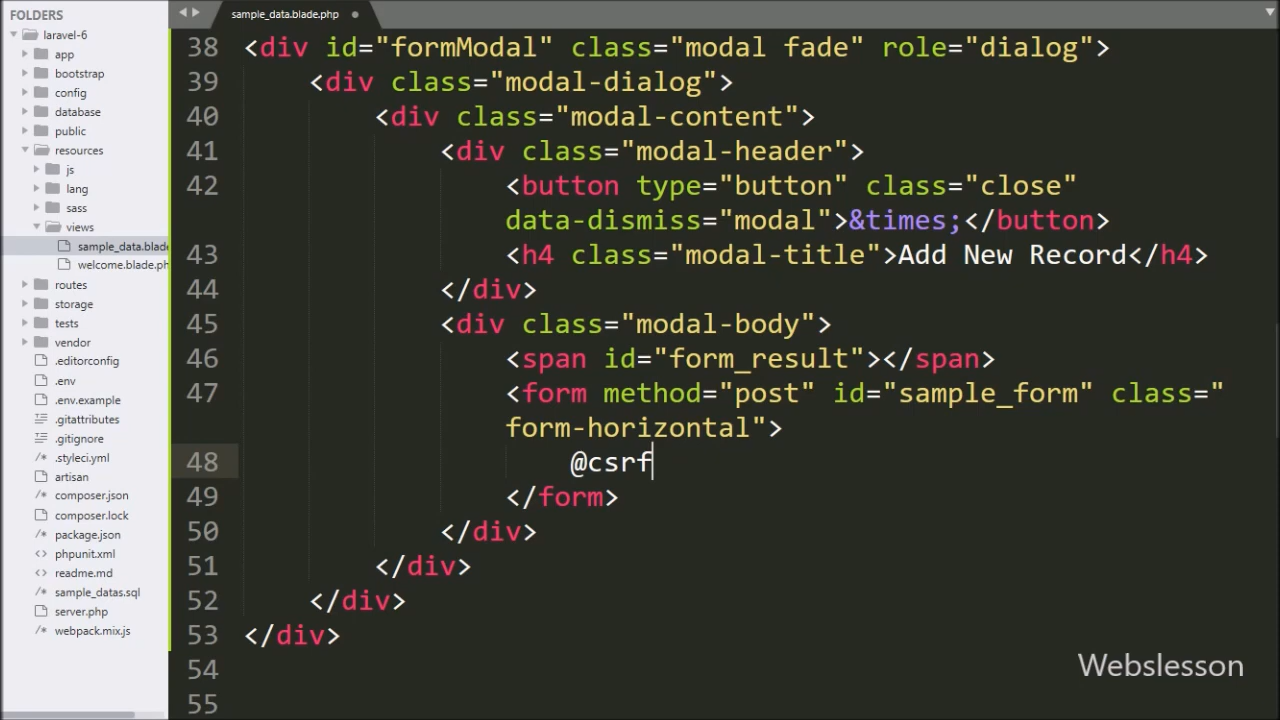 FOLDERS
laravel-6
app
bootstrap
config
database
public
resources
js
lang
sass
views
sample_data.blade
welcome.blade.ph
routes
storage
tests
vendor
.editorconfig
.env
.env.example
.gitattributes
.gitignore
.styleci.yml
artisan
composer.json
composer.lock
package.json
phpunit.xml
readme.md
sample_datas.sql
server.php
webpack.mix.js
sample_data.blade.php
38 <div id="formModal" class="modal fade" role="dialog">
39 <div class="modal-dialog">
40 <div class="modal-content">
41 <div class="modal-header">
42 <button type="button" class="close"
data-dismiss="modal">&times;</button>
43 <h4 class="modal-title">Add New Record</h4>
44 </div>
45 <div class="modal-body">
46 <span id="form_result"></span>
47 <form method="post" id="sample_form" class="
form-horizontal">
48 @csrf
49 </form>
50 </div>
51 </div>
52 </div>
53 </div>
54
55
Webslesson